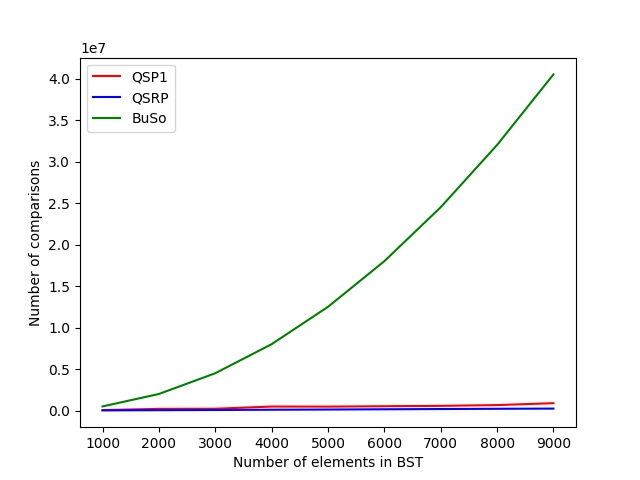 1e7
QSP1
QSRP
BuSo
4.0
3.5
3.0
2.5
2.0
1.5
1.0
0.5
0.0
Number of comparisons
1000 2000 3000 4000 5000 6000 7000 8000 9000
Number of elements in BST